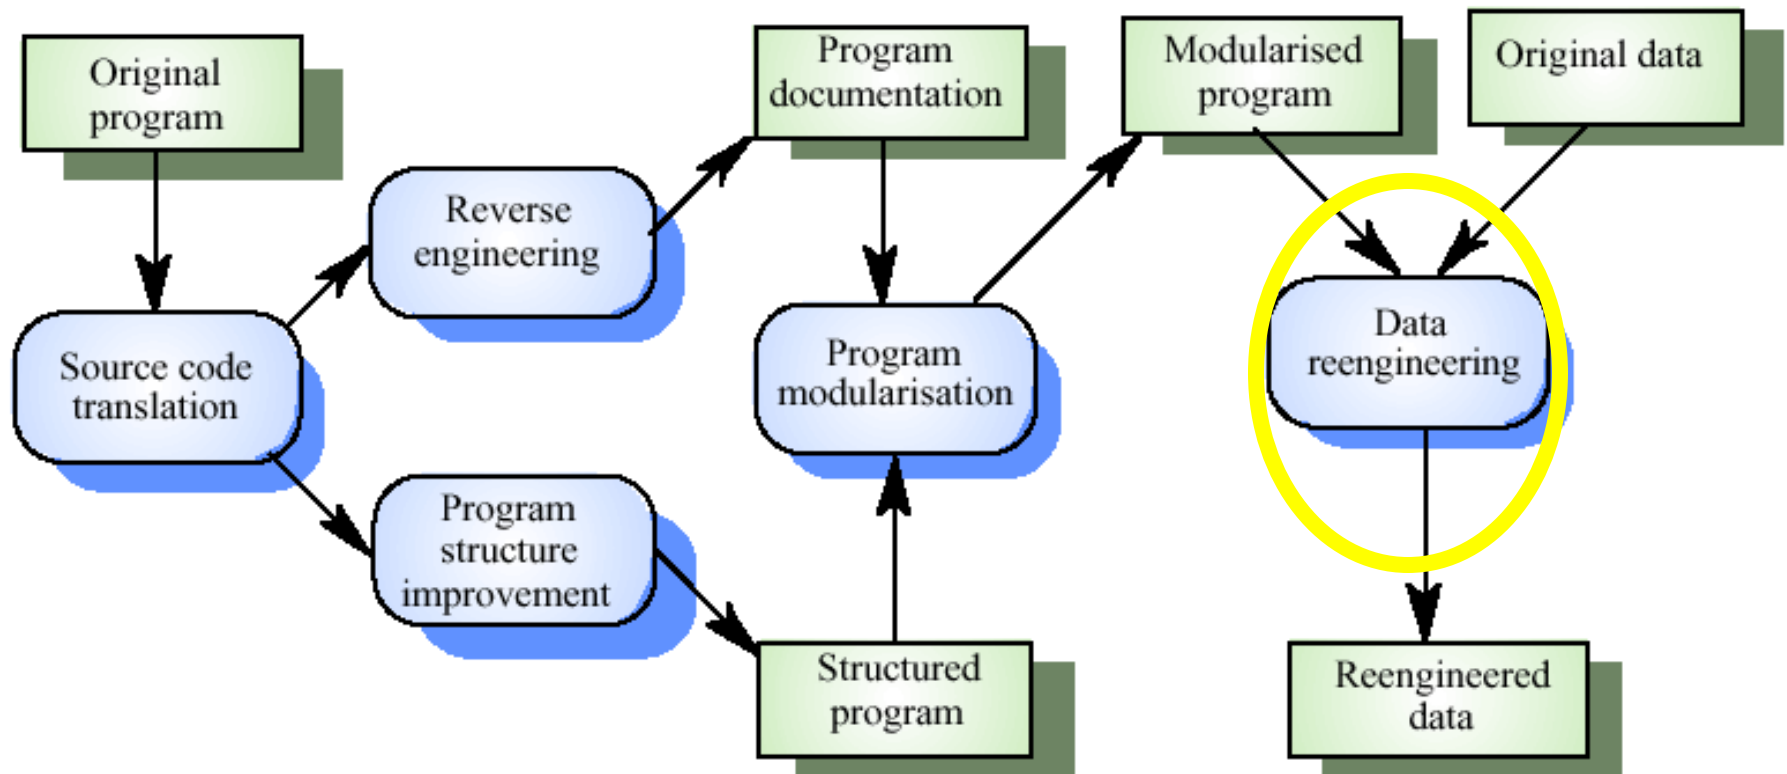 Original
program
Source code
translation
Reverse
engineering
Program
structure
improvement
Program
documentation
Program
modularisation
Structured
program
Modularised
program
Original data
Data
reengineering
Reengineered
data